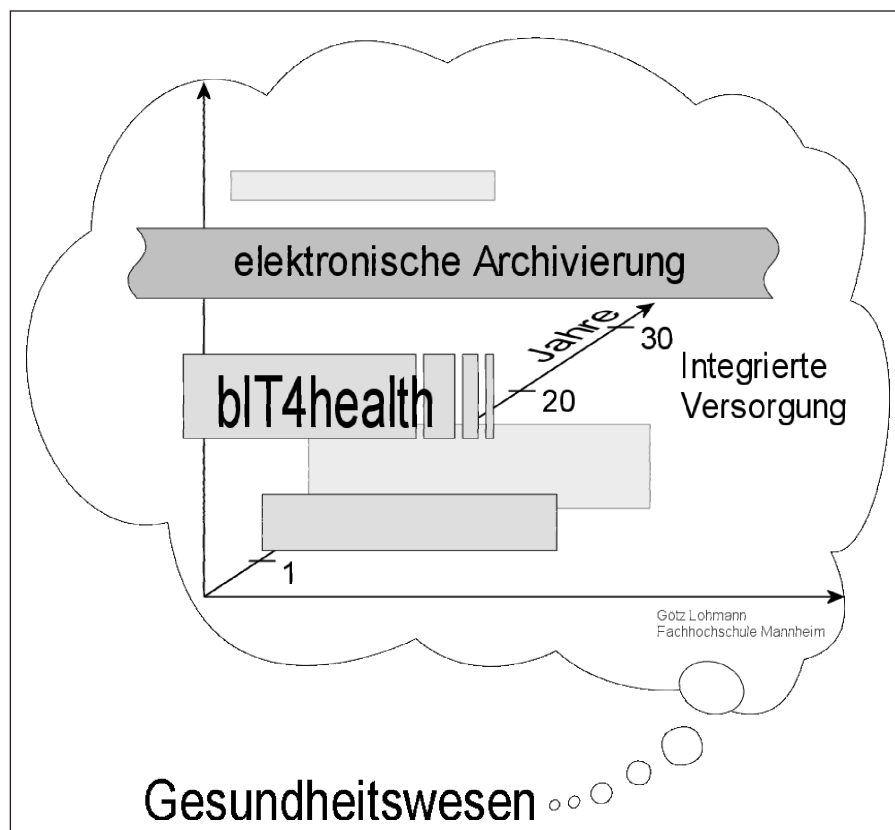 elektronische Archivierung
Jahre
30
Integrierte
Versorgung
bIT4health
20
1
Götz Lohmann
Fachhochschule Mannheim
Gesundheitswesen